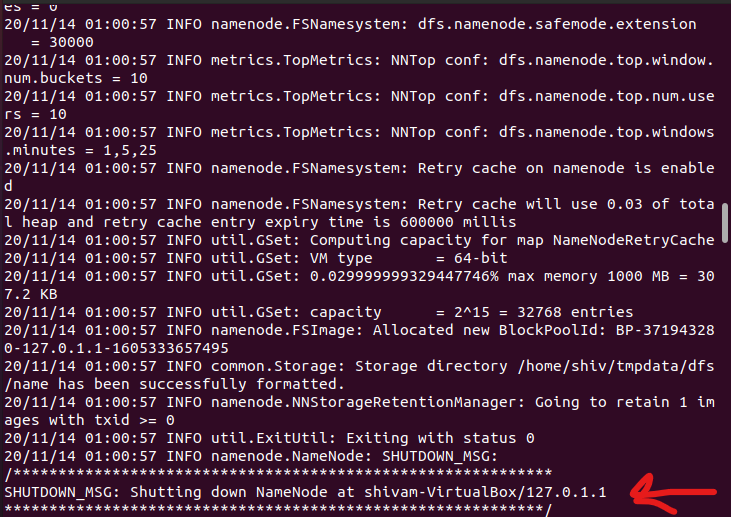 es = 0
20/11/14 01:00:57 INFO namenode.FSNamesystem: dfs.namenode.safemode.extension
   = 30000
20/11/14 01:00:57 INFO metrics.TopMetrics: NNTop conf: dfs.namenode.top.window.
num.buckets = 10
20/11/14 01:00:57 INFO metrics.TopMetrics: NNTop conf: dfs.namenode.top.num.use
rs = 10
20/11/14 01:00:57 INFO metrics.TopMetrics: NNTop conf: dfs.namenode.top.windows
.minutes = 1,5,25
20/11/14 01:00:57 INFO namenode.FSNamesystem: Retry cache on namenode is enable
d
20/11/14 01:00:57 INFO namenode.FSNamesystem: Retry cache will use 0.03 of tota
l heap and retry cache entry expiry time is 600000 millis
20/11/14 01:00:57 INFO util.GSet: Computing capacity for map NameNodeRetryCache
20/11/14 01:00:57 INFO util.GSet: VM type       = 64-bit
20/11/14 01:00:57 INFO util.GSet: 0.029999999329447746% max memory 1000 MB = 30
7.2 KB
20/11/14 01:00:57 INFO util.GSet: capacity      = 2^15 = 32768 entries
20/11/14 01:00:57 INFO namenode.FSImage: Allocated new BlockPoolId: BP-37194328
0-127.0.1.1-1605333657495
20/11/14 01:00:57 INFO common.Storage: Storage directory /home/shiv/tmpdata/dfs
/name has been successfully formatted.
20/11/14 01:00:57 INFO namenode.NNStorageRetentionManager: Going to retain 1 im
ages with txid >= 0
20/11/14 01:00:57 INFO util.ExitUtil: Exiting with status 0
20/11/14 01:00:57 INFO namenode.NameNode: SHUTDOWN_MSG:
/************************************************************
SHUTDOWN_MSG: Shutting down NameNode at shivam-VirtualBox/127.0.1.1
************************************************************/